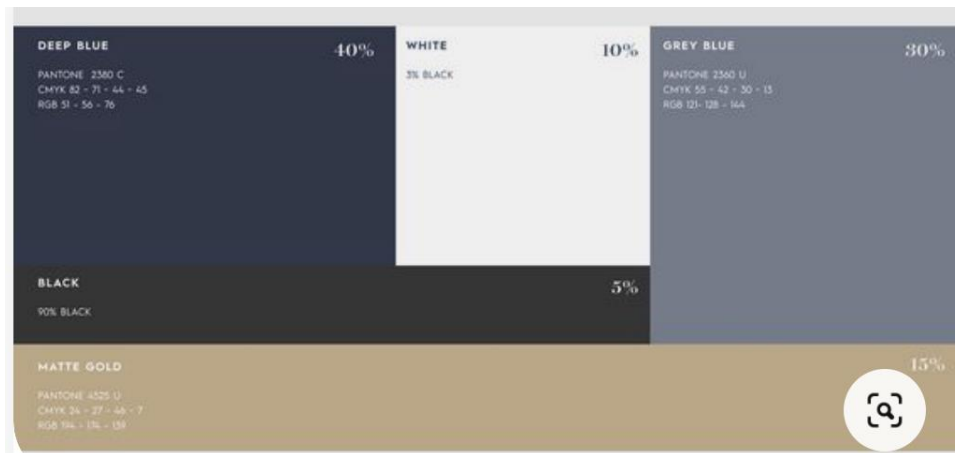 DEEP BLUE
40%
PANTONE 2380 C
CMYK 82 - 71 - 44 - 45
RGB 51 - 56 - 76
WHITE
10%
3% BLACK
GREY BLUE
30%
PANTONE 2360 U
CMYK 55 - 42 - 30 - 13
RGB 121- 128 - 144
BLACK
5%
90% BLACK
MATTE GOLD
15%
PANTONE 4525 U
CMYK 24 - 27 - 46 - 7
RGB 194 - 174 - 139